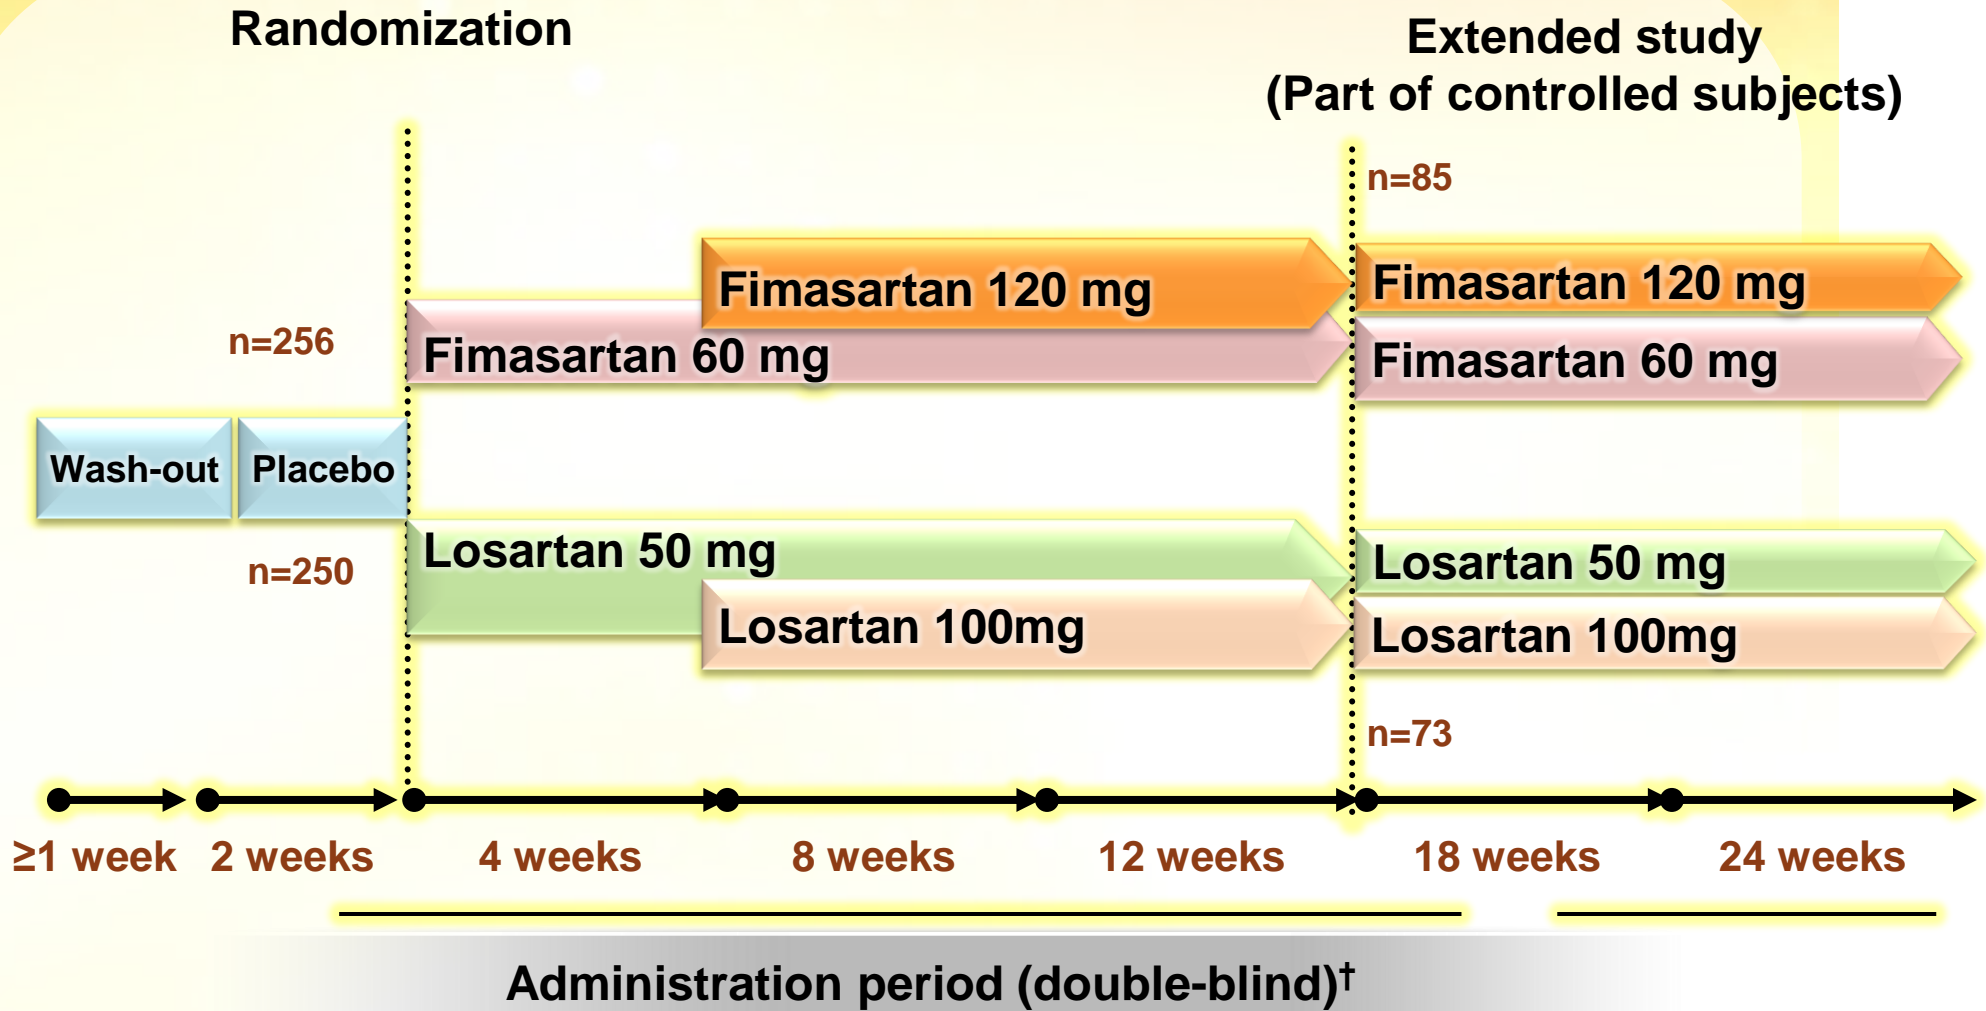 Randomization
Extended study
(Part of controlled subjects)
n=85
Fimasartan 120 mg
Fimasartan 120 mg
n=256
Fimasartan 60 mg
Fimasartan 60 mg
Wash-out
Placebo
n=250
Losartan 50 mg
Losartan 50 mg
Losartan 100mg
Losartan 100mg
n=73
≥1 week
2 weeks
4 weeks
8 weeks
12 weeks
18 weeks
24 weeks
Administration period (double-blind)†